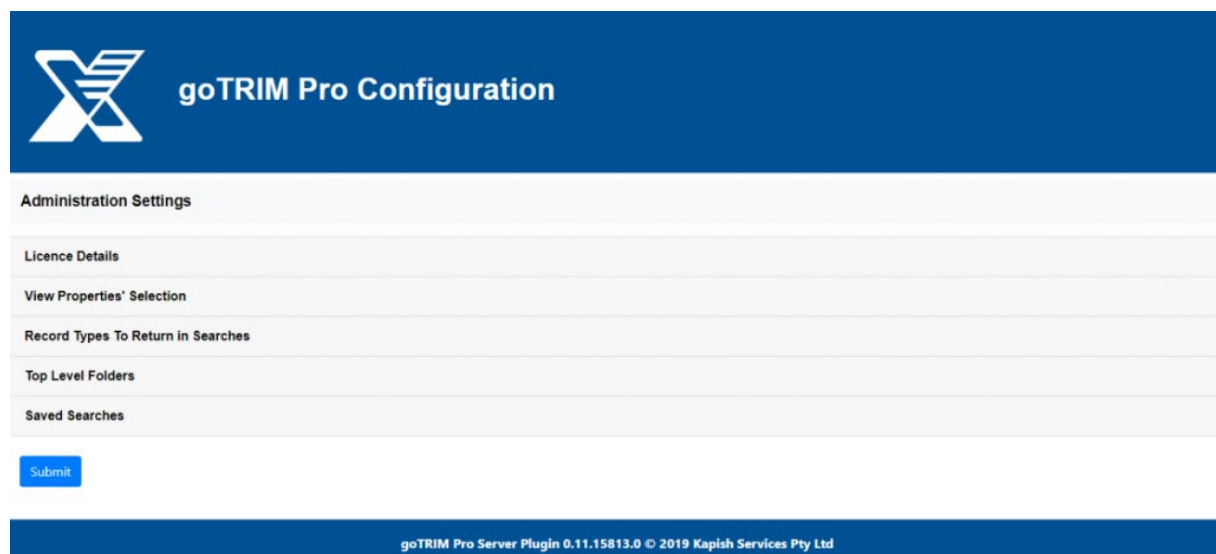 goTRIM Pro Configuration
Administration Settings
Licence Details
View Properties' Selection
Record Types To Return in Searches
Top Level Folders
Saved Searches
Submit
goTRIM Pro Server Plugin 0.11.15813.0 © 2019 Kapish Services Pty Ltd